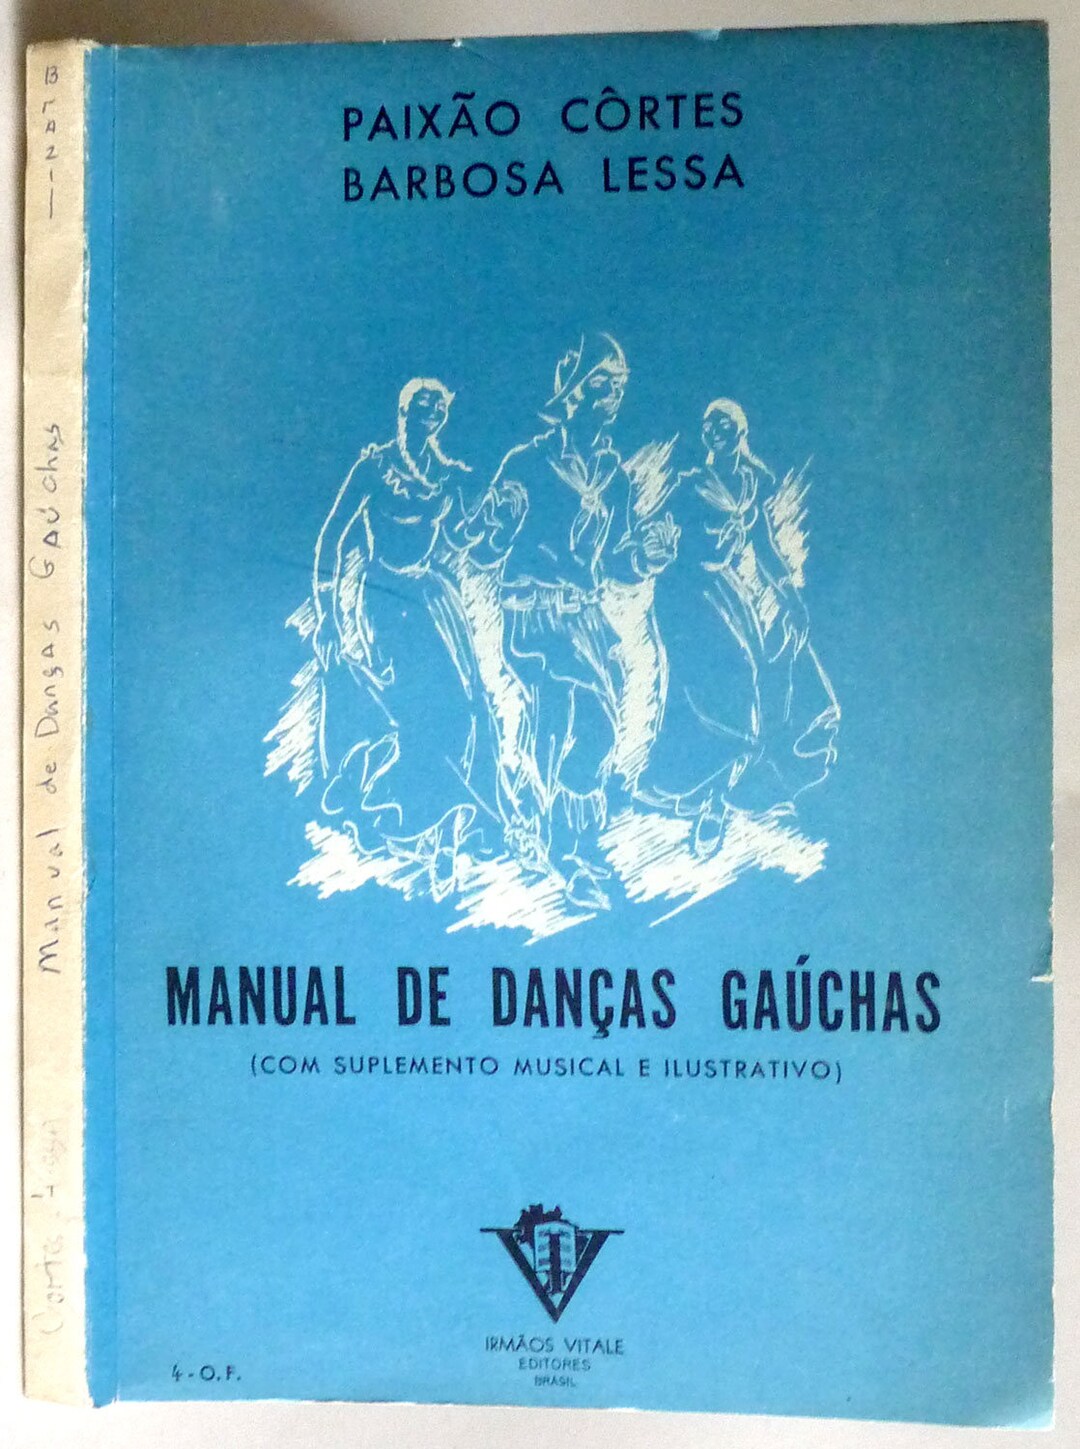 PAIXÃO CÔRTES
BARBOSA LESSA
MANUAL DE DANÇAS GAÚCHAS
(COM SUPLEMENTO MUSICAL E ILUSTRATIVO)
IRMÃOS VITALE
EDITORES
BRASIL
4 - O. F.
Manual de Danças GAÚchas